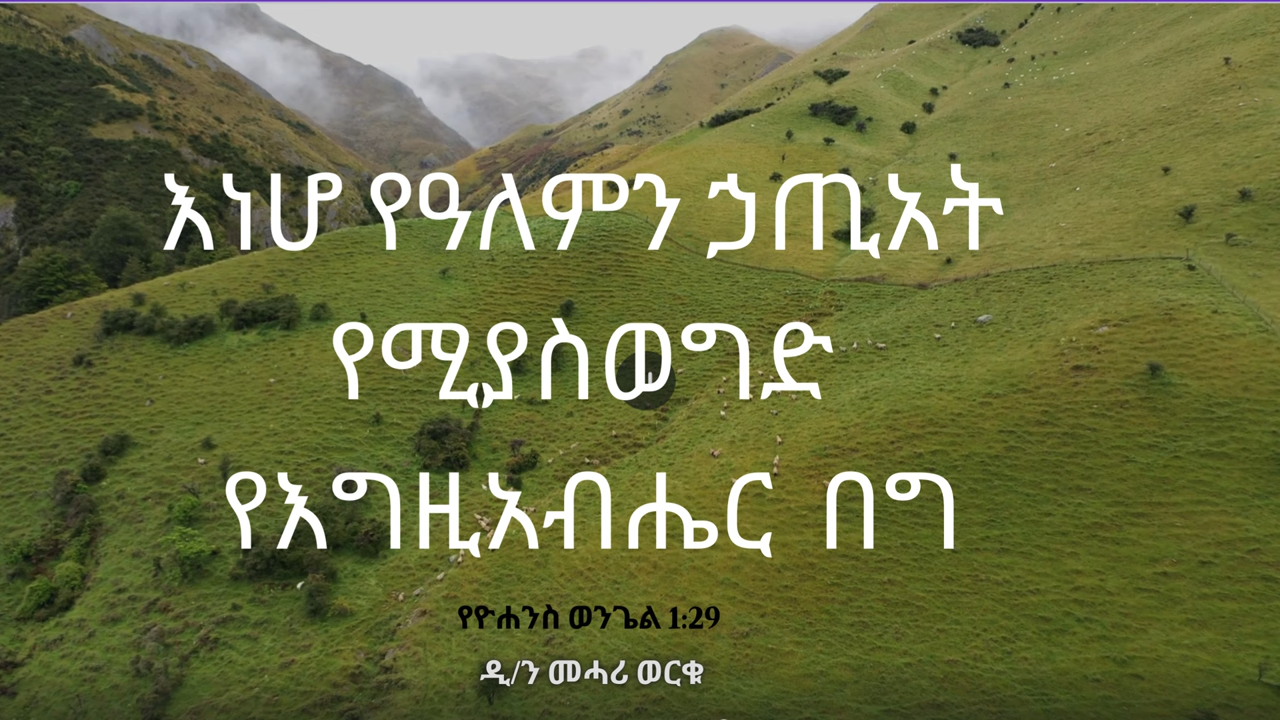 እነሆ የዓለምን ኃጢአት
የሚያስወግድ
የእግዚአብሔር በግ
የዮሐንስ ወንጌል 1:29
ዲ/ን መሓሪ ወርቁ